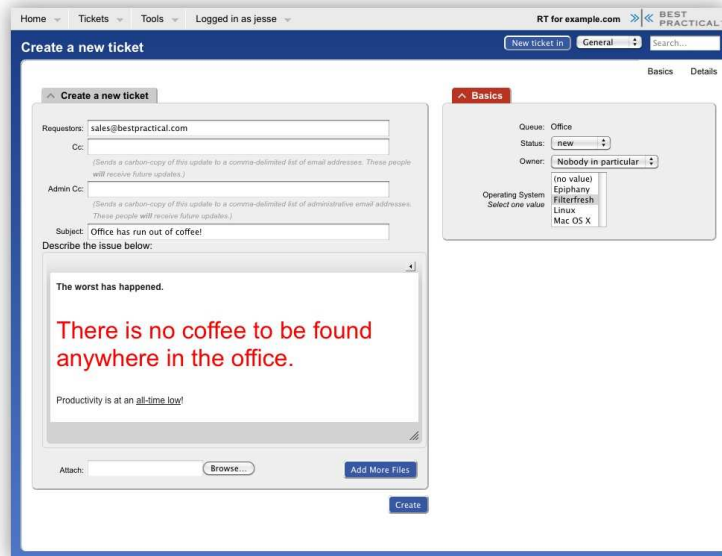 Home Tickets Tools Logged in as jesse RT for example.com BEST PRACTICAL
Create a new ticket New ticket in General Search...
Basics Details
Create a new ticket
Requestors: sales@bestpractical.com
Cc:
(Sends a carbon-copy of this update to a comma-delimited list of email addresses. These people
will receive future updates.)
Admin Cc:
(Sends a carbon-copy of this update to a comma-delimited list of administrative email addresses.
These people will receive future updates.)
Subject: Office has run out of coffee!
Describe the issue below:
The worst has happened.
There is no coffee to be found
anywhere in the office.
Productivity is at an all-time low!
Attach: Browse... Add More Files
Create
Basics
Queue: Office
Status: new
Owner: Nobody in particular
Operating System
Select one value
(no value)
Epiphany
Filterfresh
Linux
Mac OS X